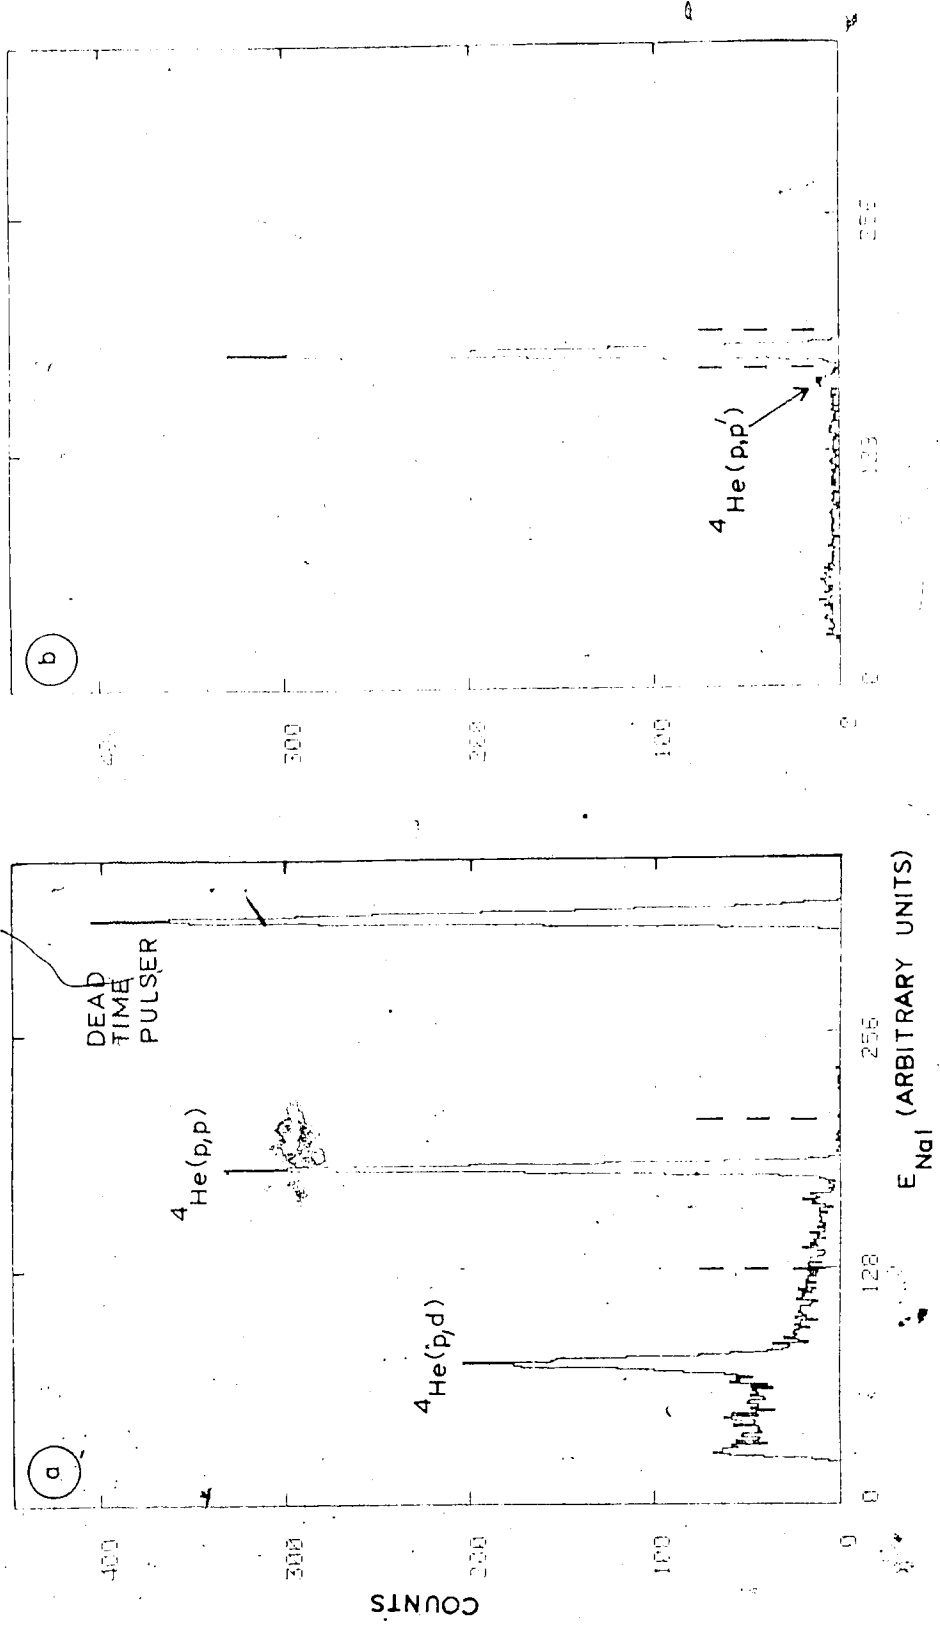 a
COUNTS
400
300
200
100
0
DEAD
TIME
PULSER
⁴He(p,p)
⁴He(p,d)
0
128
256
E_NaI (ARBITRARY UNITS)
b
300
200
100
0
⁴He(p,p′)
0
128